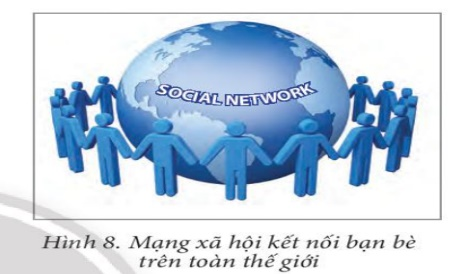 SOCIAL NETWORK
Hình 8. Mạng xã hội kết nối bạn bè
trên toàn thế giới